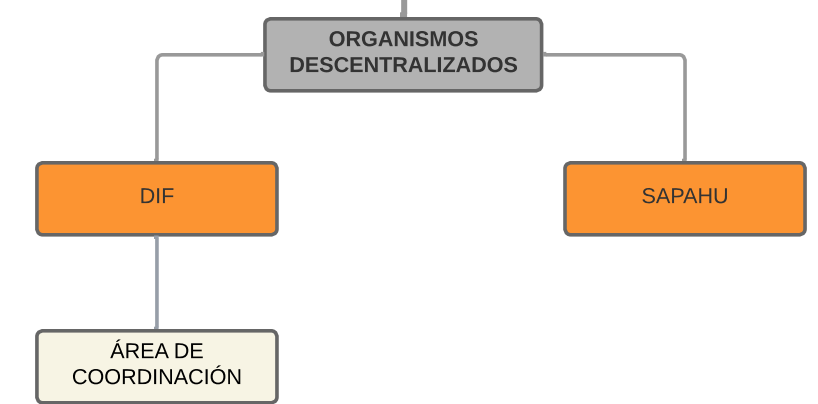 ORGANISMOS
DESCENTRALIZADOS
DIF
SAPAHU
ÁREA DE
COORDINACIÓN